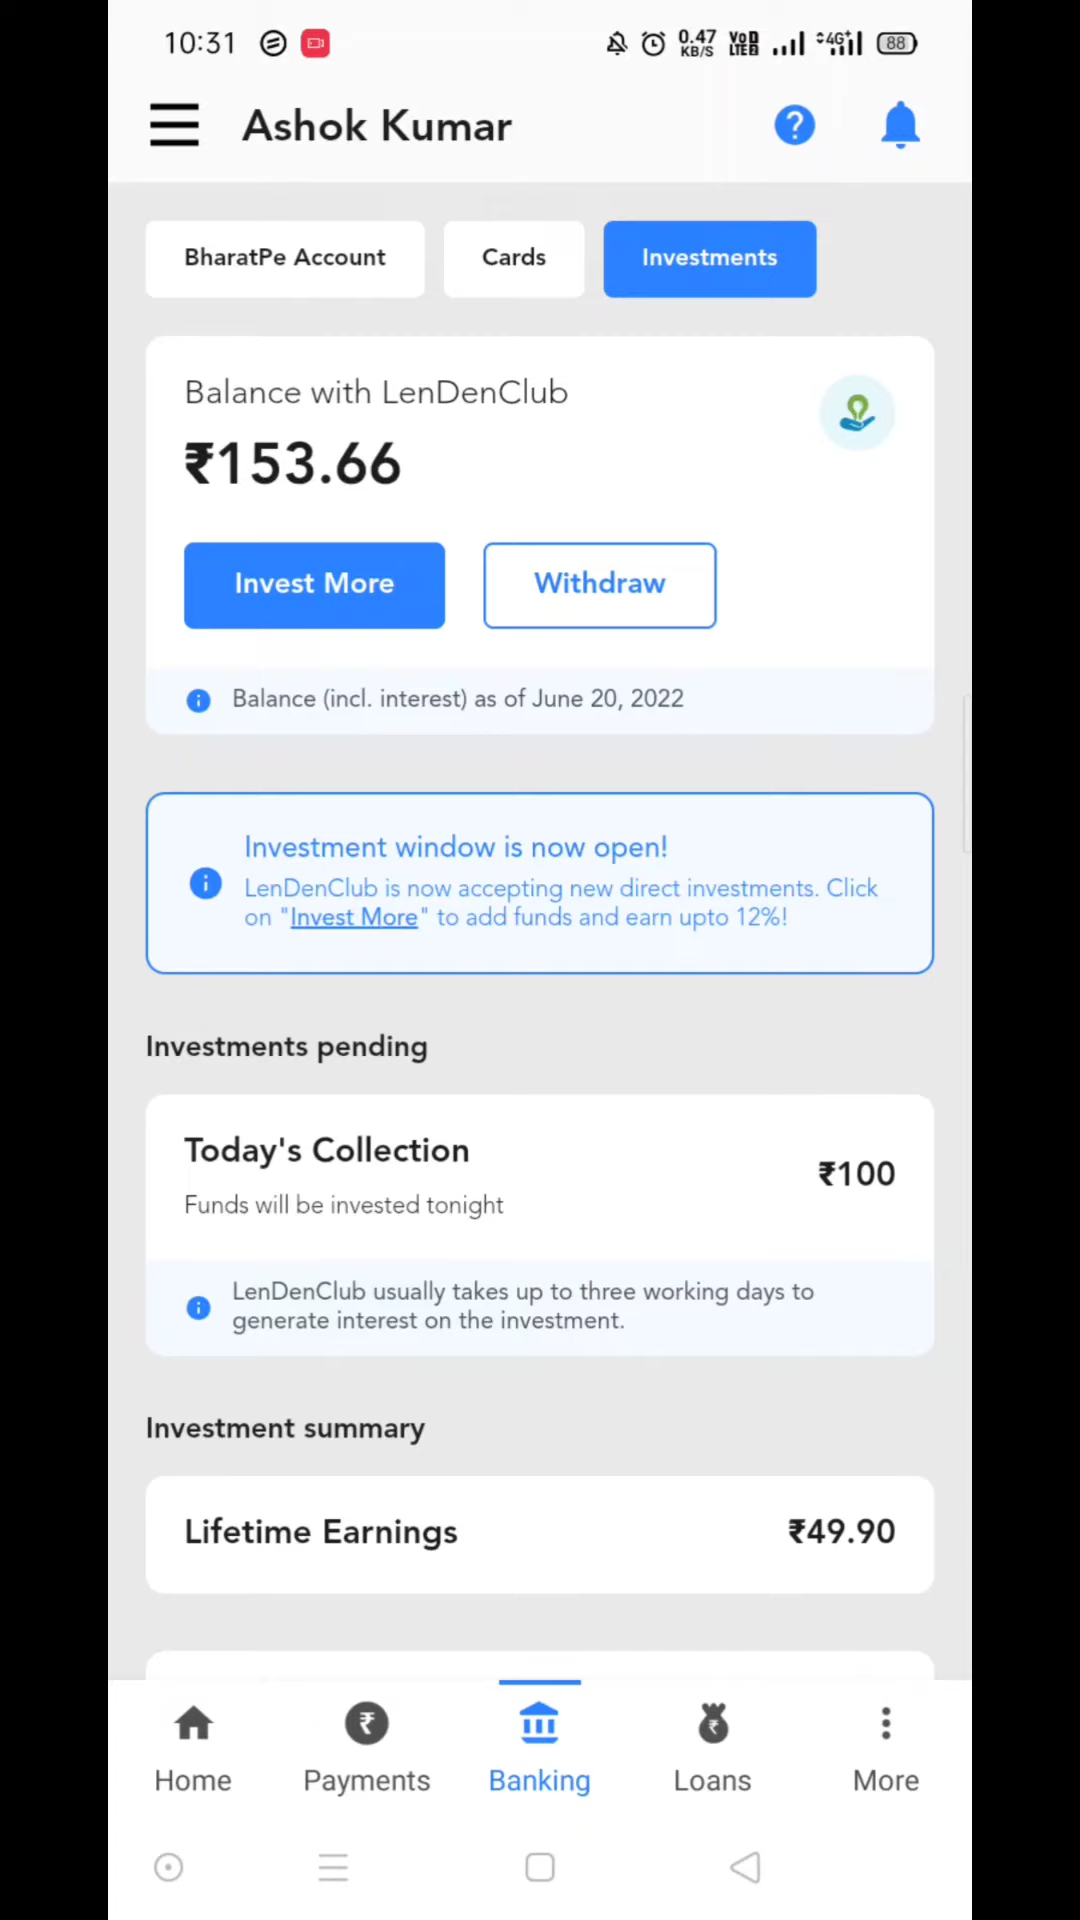 10:31
0.47
KB/S
VoD
LTE2
4G+
88
Ashok Kumar
?
BharatPe Account
Cards
Investments
Balance with LenDenClub
₹153.66
Invest More
Withdraw
Balance (incl. interest) as of June 20, 2022
Investment window is now open!
LenDenClub is now accepting new direct investments. Click
on "Invest More" to add funds and earn upto 12%!
Investments pending
Today's Collection
₹100
Funds will be invested tonight
LenDenClub usually takes up to three working days to
generate interest on the investment.
Investment summary
Lifetime Earnings
₹49.90
Home
Payments
Banking
Loans
More